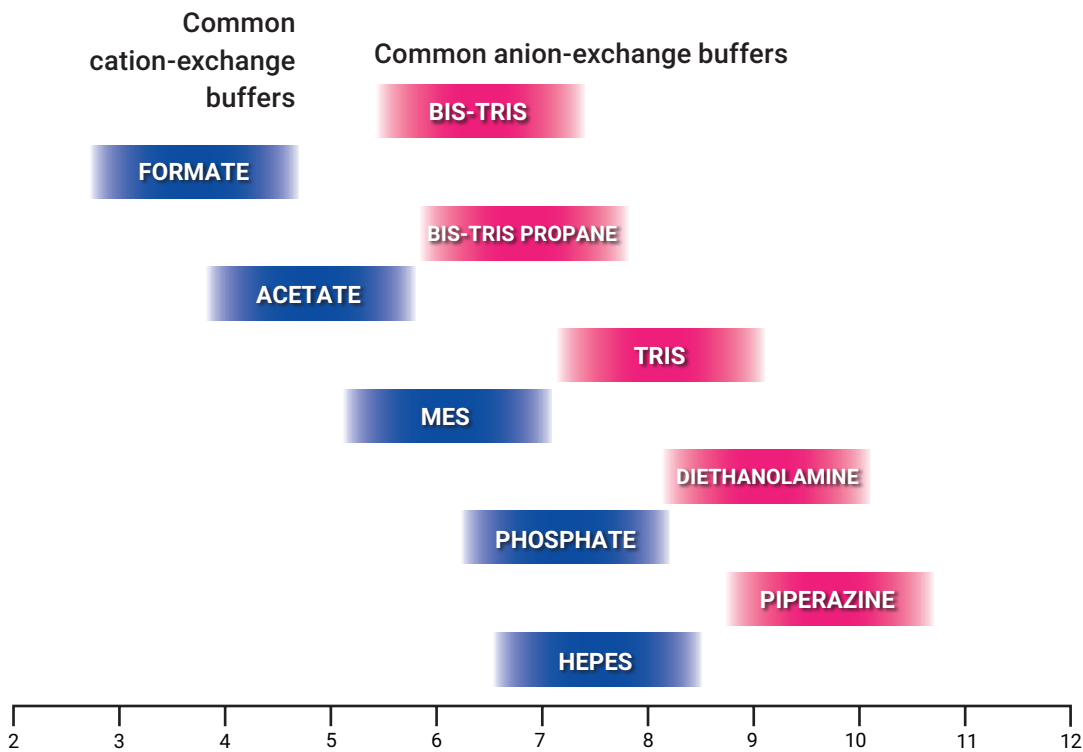 Common
cation-exchange
buffers
Common anion-exchange buffers
BIS-TRIS
FORMATE
BIS-TRIS PROPANE
ACETATE
TRIS
MES
DIETHANOLAMINE
PHOSPHATE
PIPERAZINE
HEPES
2 3 4 5 6 7 8 9 10 11 12